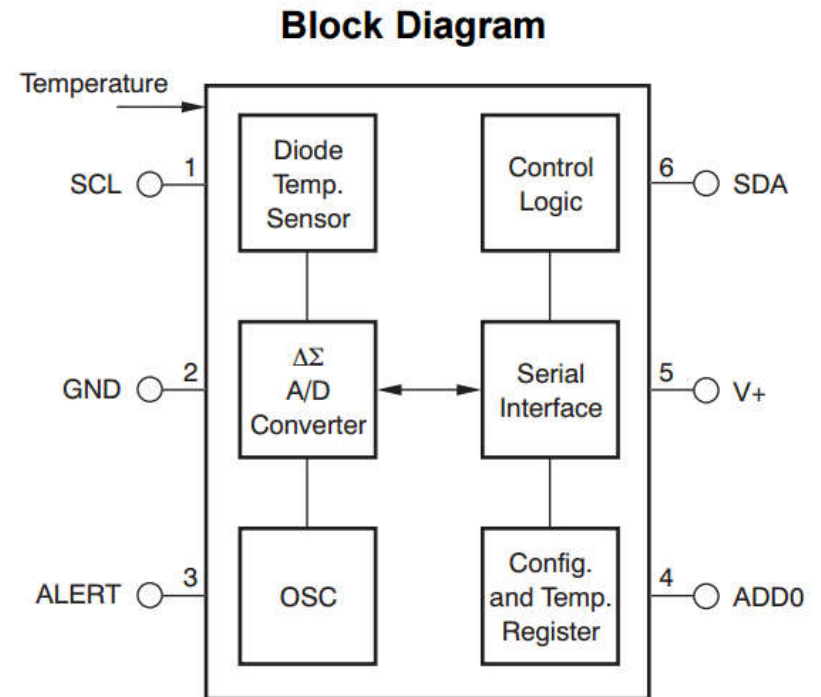 Block Diagram
Temperature
SCL
1
Diode
Temp.
Sensor
Control
Logic
6
SDA
GND
2
ΔΣ
A/D
Converter
Serial
Interface
5
V+
ALERT
3
OSC
Config.
and Temp.
Register
4
ADD0